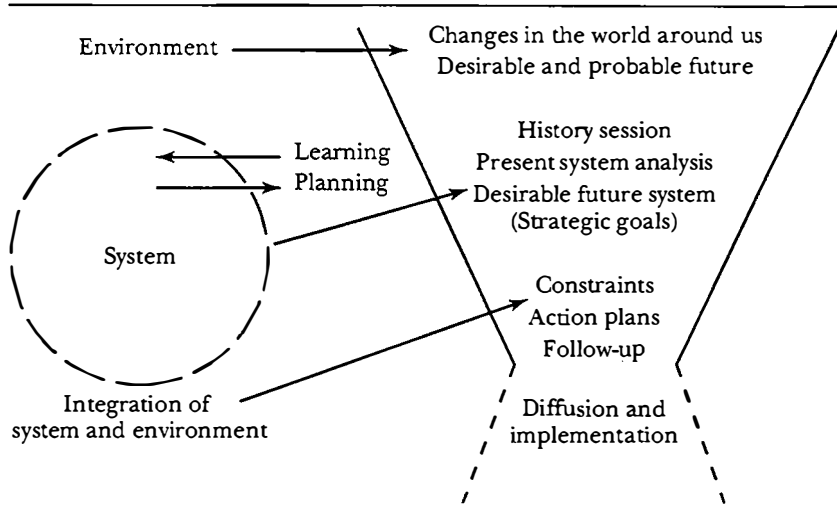 Environment
Changes in the world around us
Desirable and probable future
Learning
Planning
System
History session
Present system analysis
Desirable future system
(Strategic goals)
Constraints
Action plans
Follow-up
Integration of
system and environment
Diffusion and
implementation